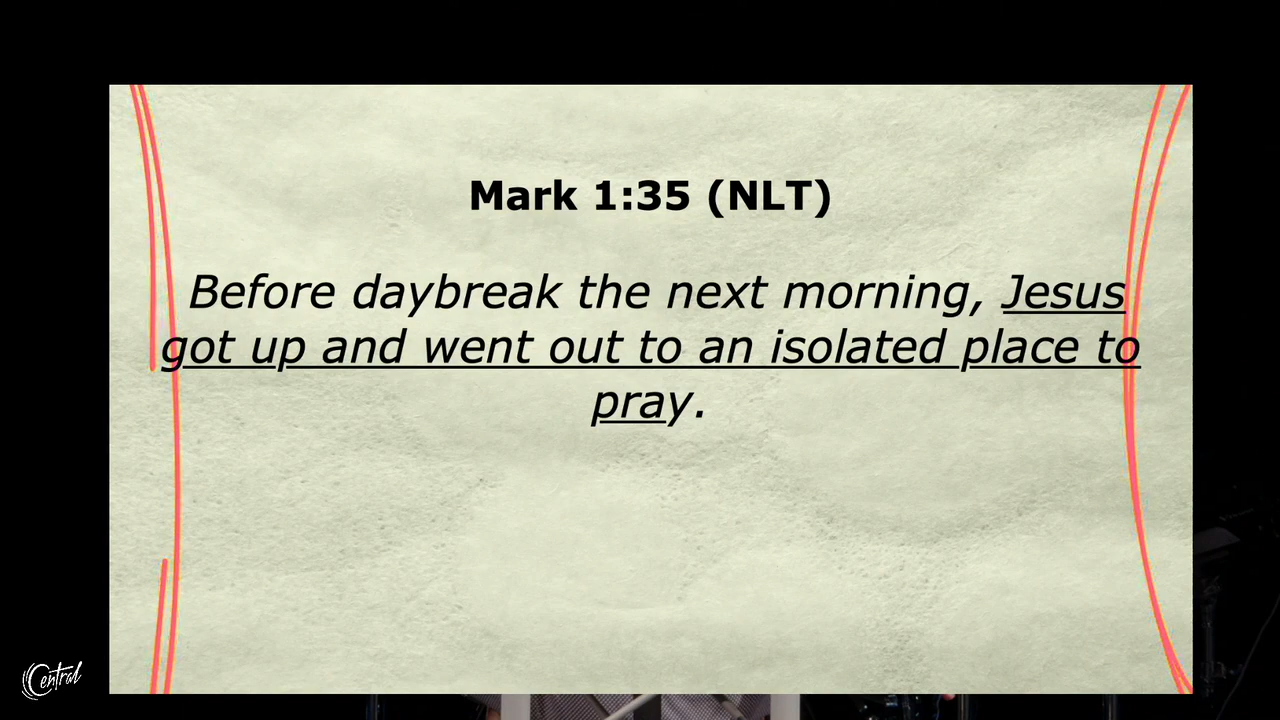 Mark 1:35 (NLT)
Before daybreak the next morning, Jesus
got up and went out to an isolated place to
pray.
Central